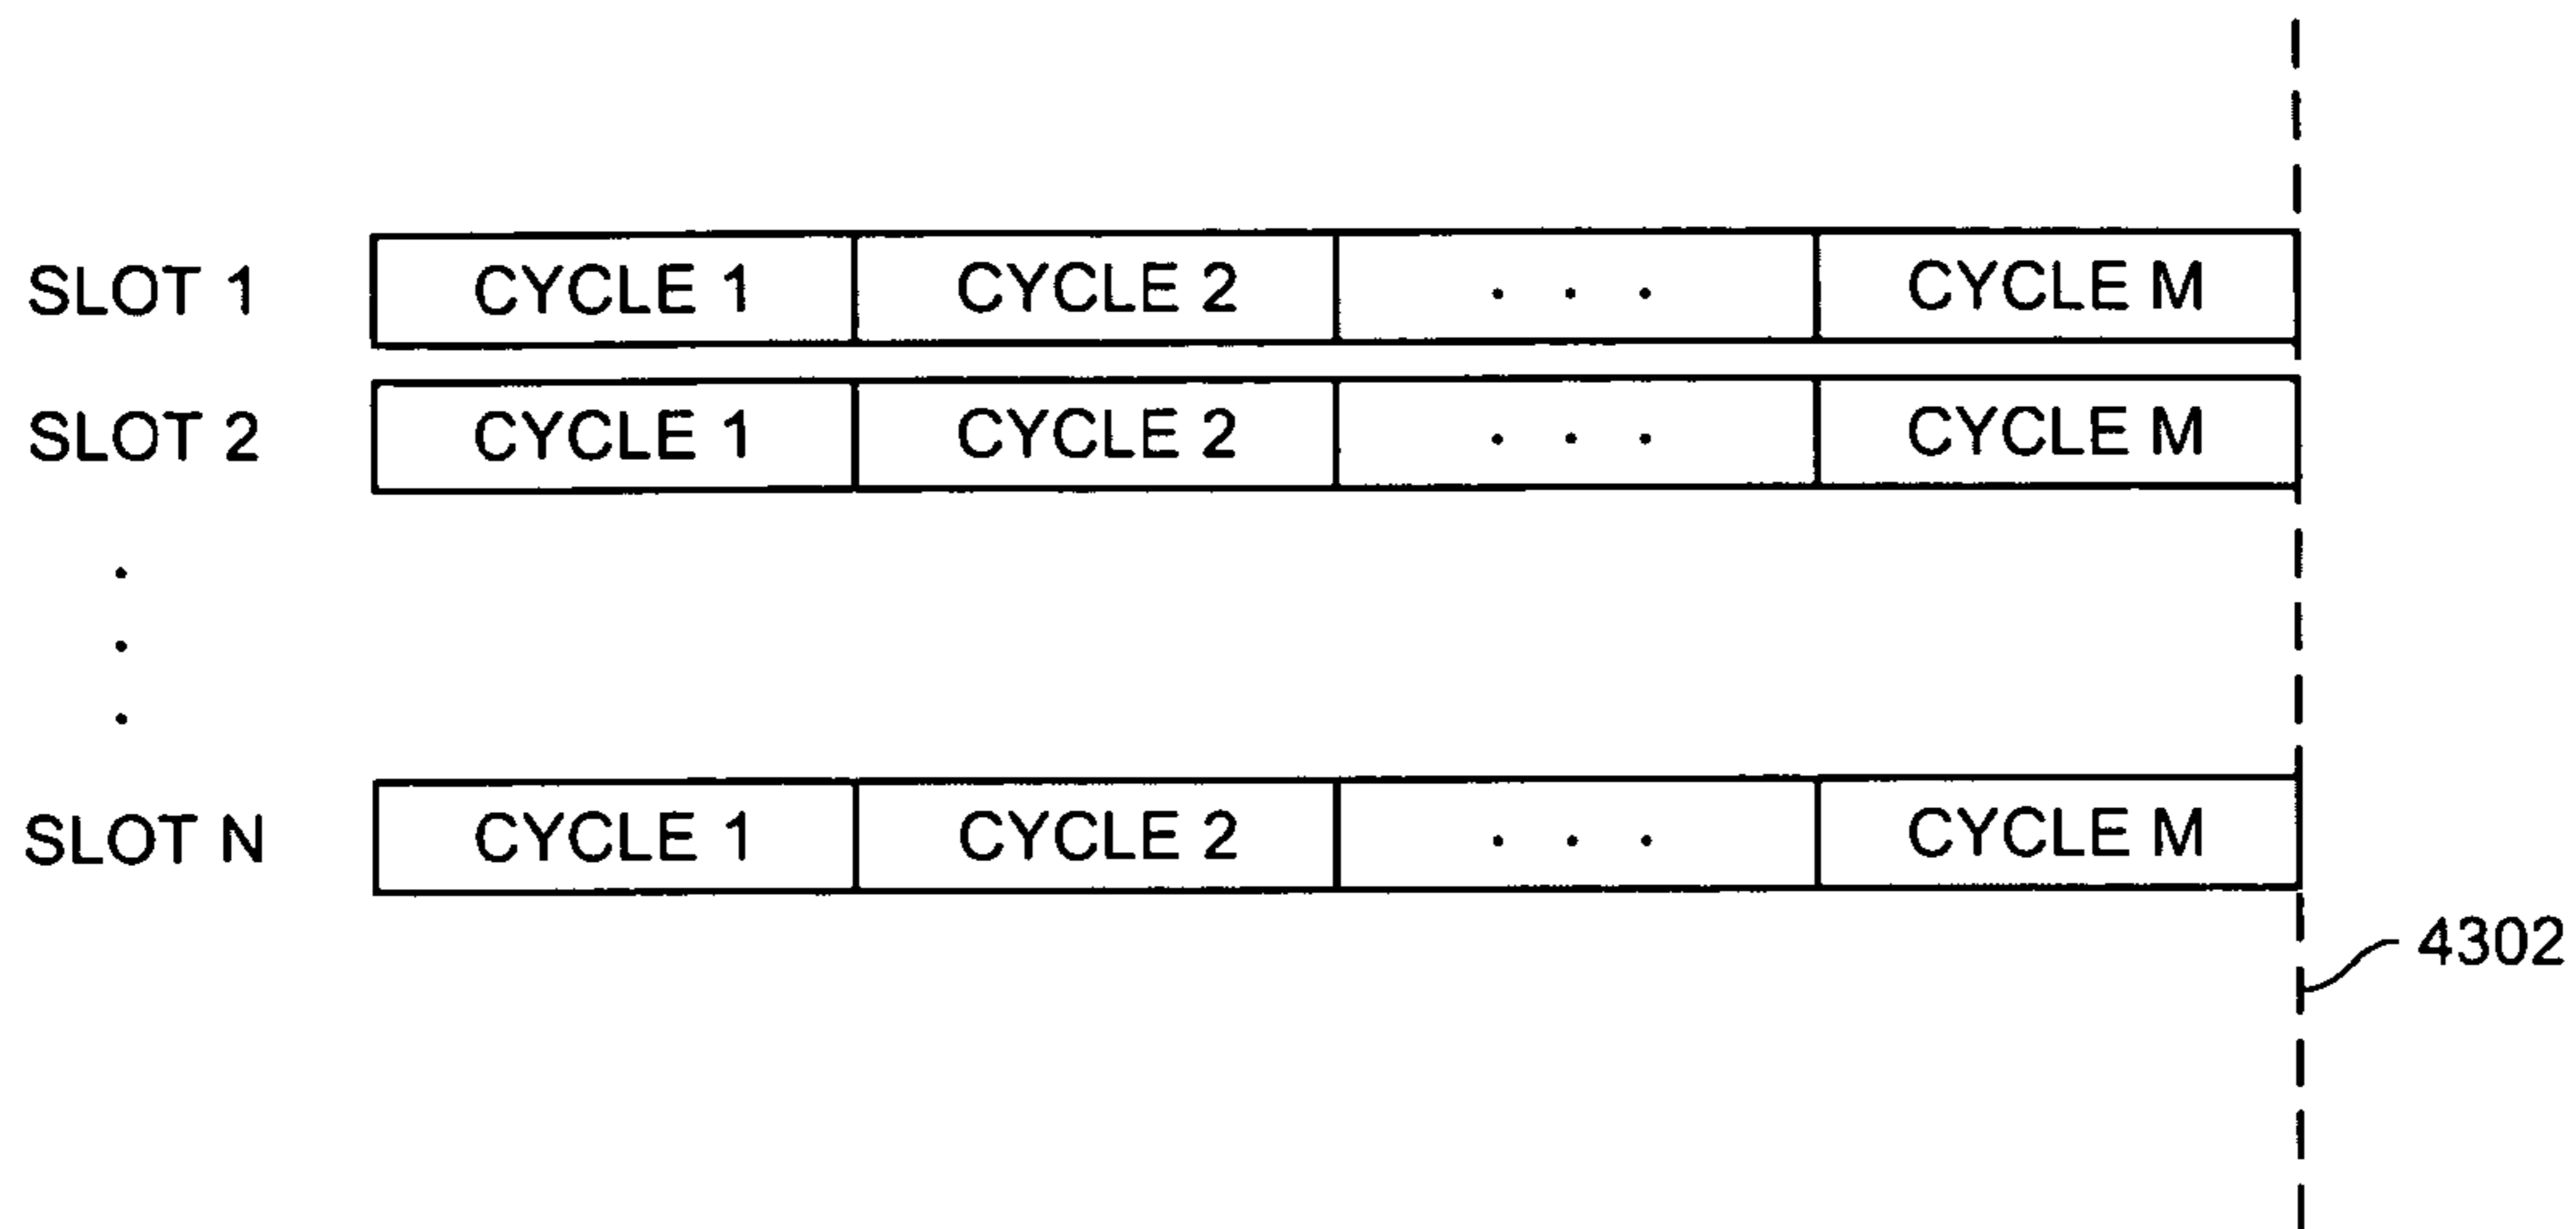 SLOT 1 CYCLE 1 CYCLE 2 . . . CYCLE M
SLOT 2 CYCLE 1 CYCLE 2 . . . CYCLE M
.
.
.
SLOT N CYCLE 1 CYCLE 2 . . . CYCLE M
4302